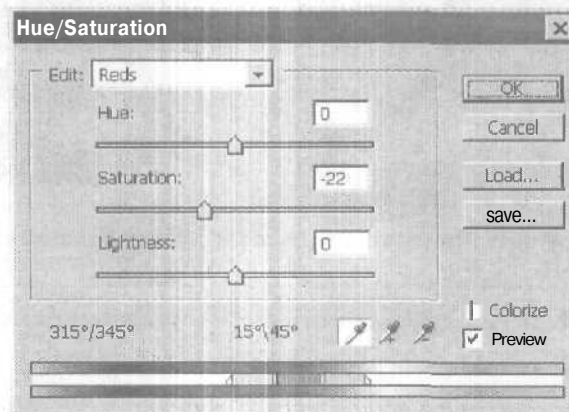 Hue/Saturation
Edit: Reds
Hue: 0
Saturation: -22
Lightness: 0
OK
Cancel
Load...
save...
Colorize
Preview
315°/345° 15°\45°